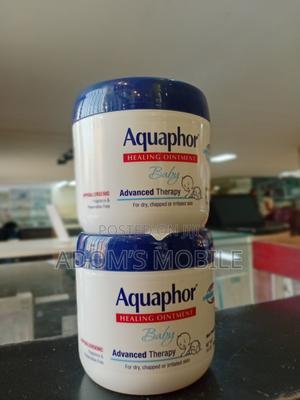 Aquaphor
HEALING OINTMENT
Baby
Advanced Therapy
For dry, chapped or irritated skin
POSTED ON JIJI
ADOM'S MOBILE
Aquaphor
HEALING OINTMENT
Baby
Advanced Therapy
For dry, chapped or irritated skin